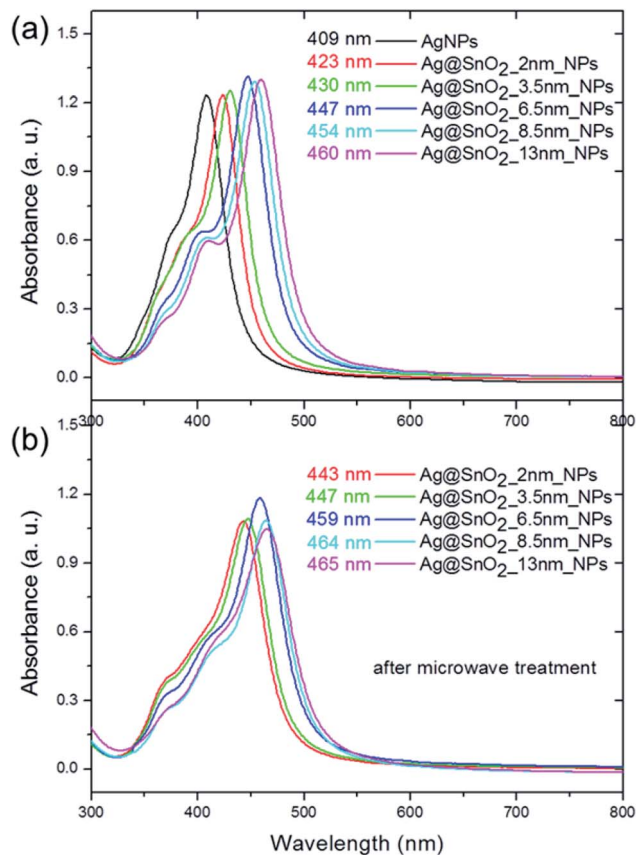 (a)
1.5
1.2
0.9
0.6
0.3
0.0
Absorbance (a. u.)
409 nm AgNPs
423 nm Ag@SnO2_2nm_NPs
430 nm Ag@SnO2_3.5nm_NPs
447 nm Ag@SnO2_6.5nm_NPs
454 nm Ag@SnO2_8.5nm_NPs
460 nm Ag@SnO2_13nm_NPs
300 400 500 600 700 800
(b)
1.5
1.2
0.9
0.6
0.3
0.0
Absorbance (a. u.)
443 nm Ag@SnO2_2nm_NPs
447 nm Ag@SnO2_3.5nm_NPs
459 nm Ag@SnO2_6.5nm_NPs
464 nm Ag@SnO2_8.5nm_NPs
465 nm Ag@SnO2_13nm_NPs
after microwave treatment
300 400 500 600 700 800
Wavelength (nm)